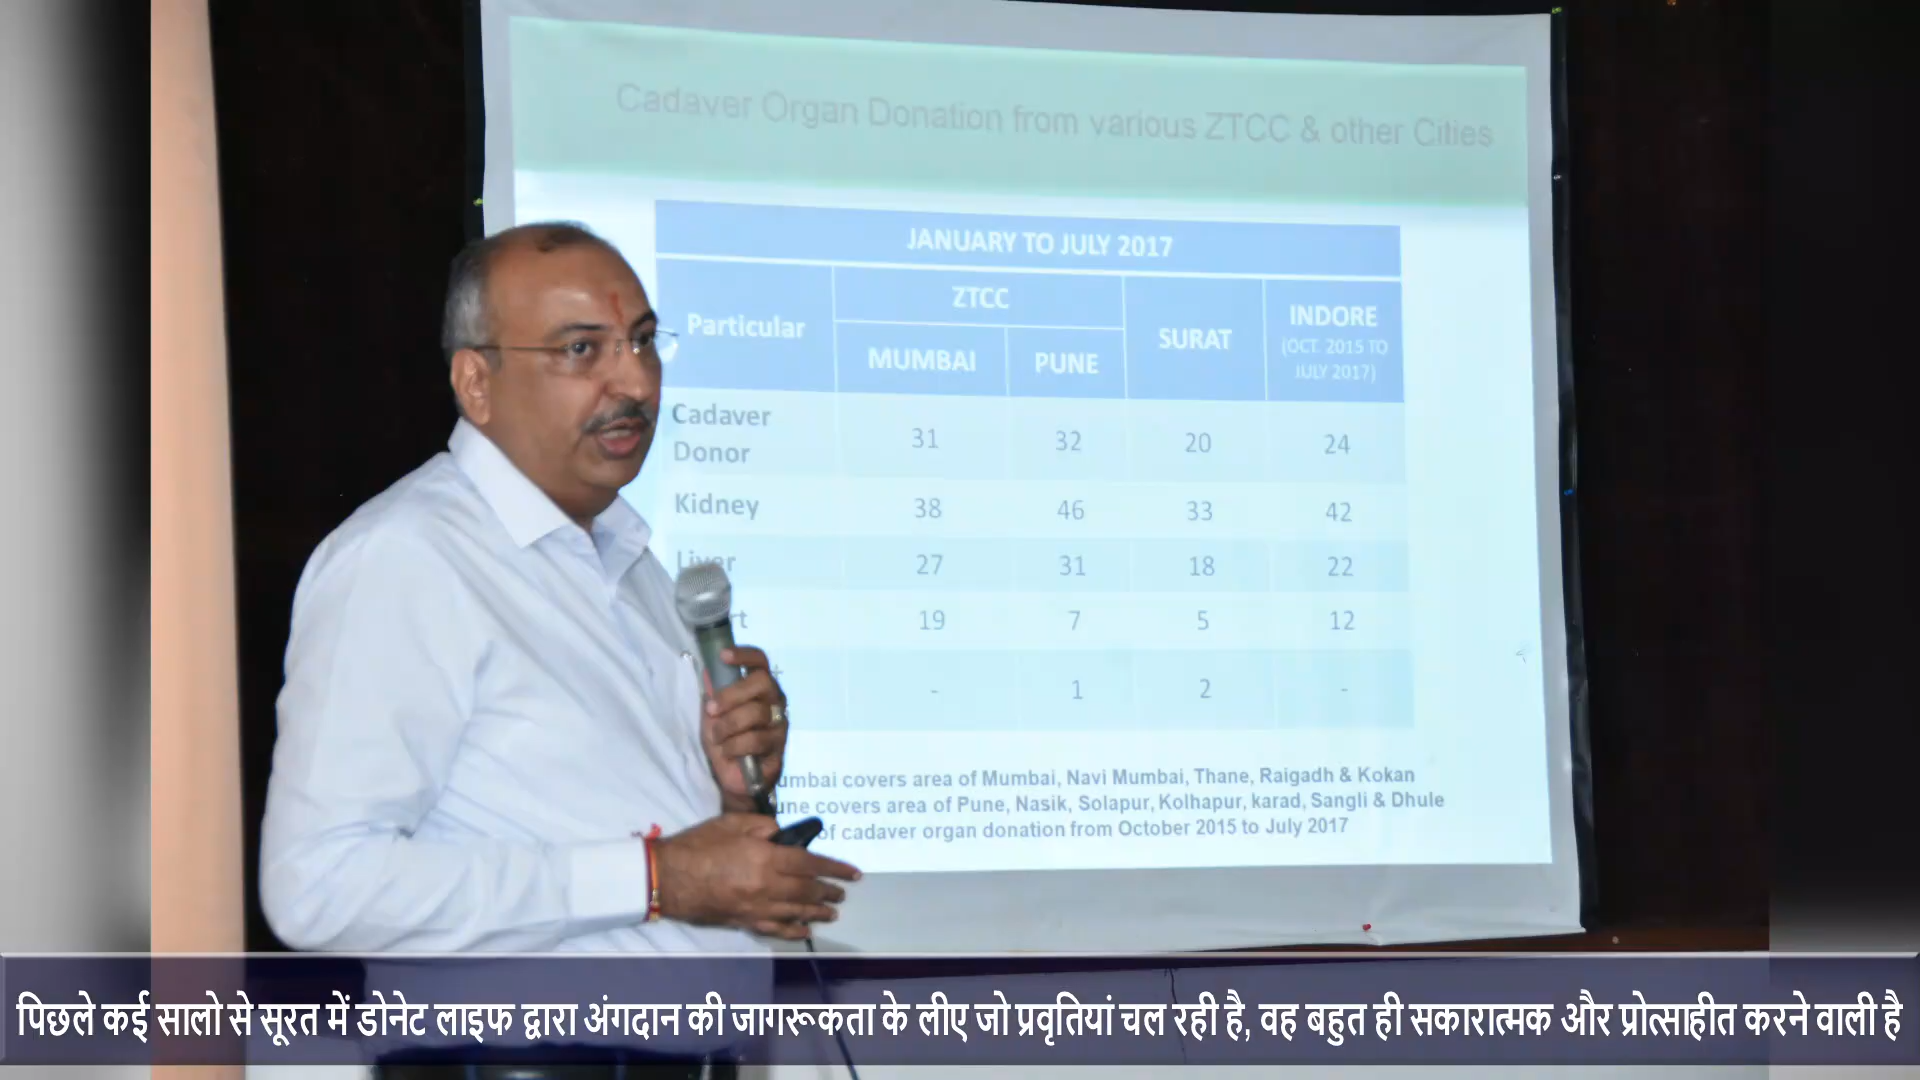 Cadaver Organ Donation from various ZTCC & other Cities
JANUARY TO JULY 2017
Particular ZTCC SURAT INDORE
(OCT. 2015 TO
JULY 2017)
MUMBAI PUNE
Cadaver
Donor 31 32 20 24
Kidney 38 46 33 42
Liver 27 31 18 22
19 7 5 12
- 1 2 -
covers area of Mumbai, Navi Mumbai, Thane, Raigadh & Kokan
covers area of Pune, Nasik, Solapur, Kolhapur, karad, Sangli & Dhule
of cadaver organ donation from October 2015 to July 2017
पिछले कई सालो से सूरत में डोनेट लाइफ द्वारा अंगदान की जागरूकता के लीए जो प्रवृतियां चल रही है, वह बहुत ही सकारात्मक और प्रोत्साहीत करने वाली है